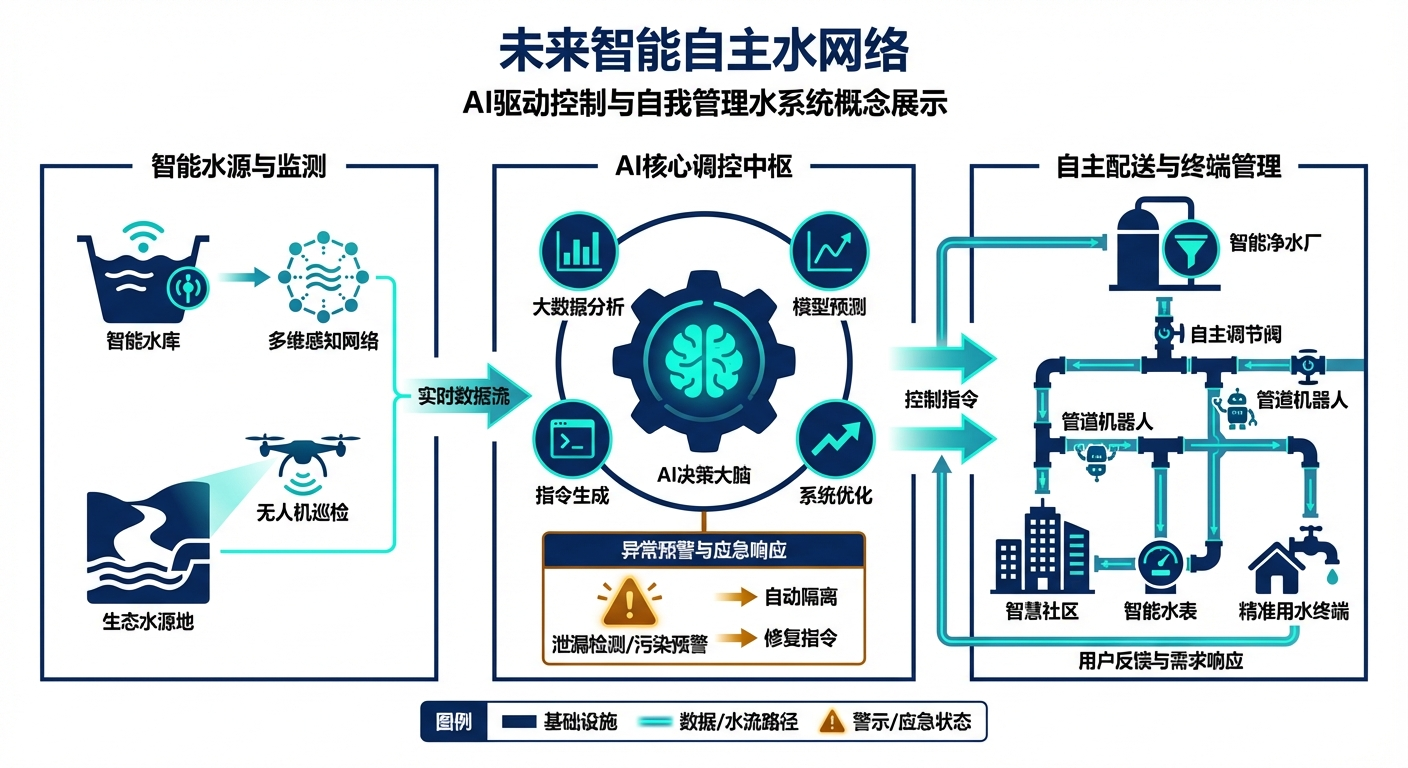 未来智能自主水网络
AI驱动控制与自我管理水系统概念展示
智能水源与监测
智能水库
多维感知网络
实时数据流
无人机巡检
生态水源地
AI核心调控中枢
大数据分析
模型预测
AI决策大脑
指令生成
系统优化
异常预警与应急响应
泄漏检测/污染预警
自动隔离
修复指令
控制指令
自主配送与终端管理
智能净水厂
自主调节阀
管道机器人
管道机器人
智慧社区
智能水表
精准用水终端
用户反馈与需求响应
图例
基础设施
数据/水流路径
警示/应急状态